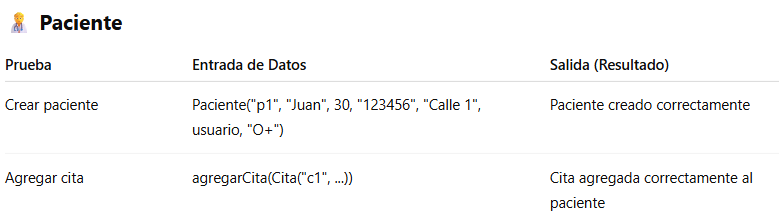 Paciente
Prueba Entrada de Datos Salida (Resultado)
Crear paciente Paciente("p1", "Juan", 30, "123456", "Calle 1", Paciente creado correctamente
usuario, "O+")
Agregar cita agregarCita(Cita("c1", ...)) Cita agregada correctamente al
paciente